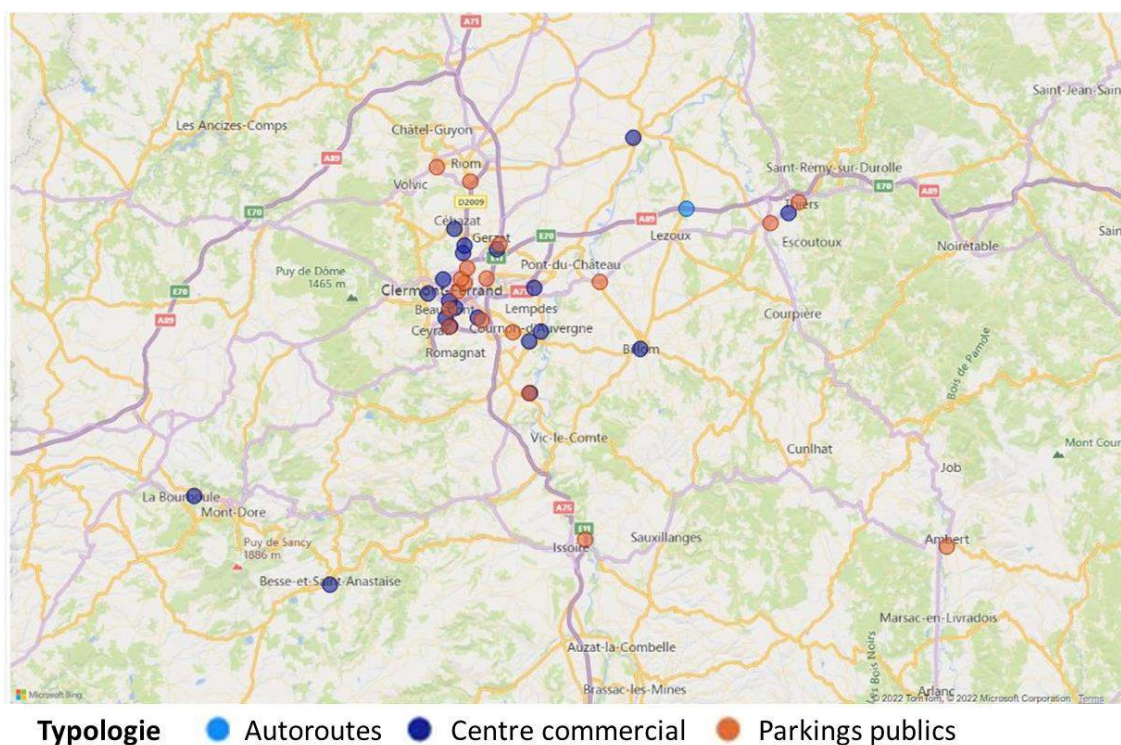 A71
Saint-Jean-Sain
Les Ancizes-Comps
Châtel-Guyon
A89
Riom
Saint-Rémy-sur-Durolle
Volvic
E70
A89
D2009
Thiers
E70
Cébazat
A89
Lezoux
Escoutoux
Noirétable
Sain
Gerzat
E70
E11
Pont-du-Château
Puy de Dôme
1465 m
E70
Clermont-Ferrand
A71
Lempdes
Beaumont
A89
Ceyrat
Cournon-d'Auvergne
Courpière
Romagnat
Billom
Bois de Pamole
Vic-le-Comte
Cunlhat
Mont Cour
Job
La Bourboule
Mont-Dore
A75
E11
Puy de Sancy
1886 m
Issoire
Sauxillanges
Ambert
Besse-et-Saint-Anastaise
Marsac-en-Livradois
Auzat-la-Combelle
Les Bois Noirs
Brassac-les-Mines
Arlanc
Microsoft Bing
© 2022 TomTom, © 2022 Microsoft Corporation Terms
Typologie Autoroutes Centre commercial Parkings publics